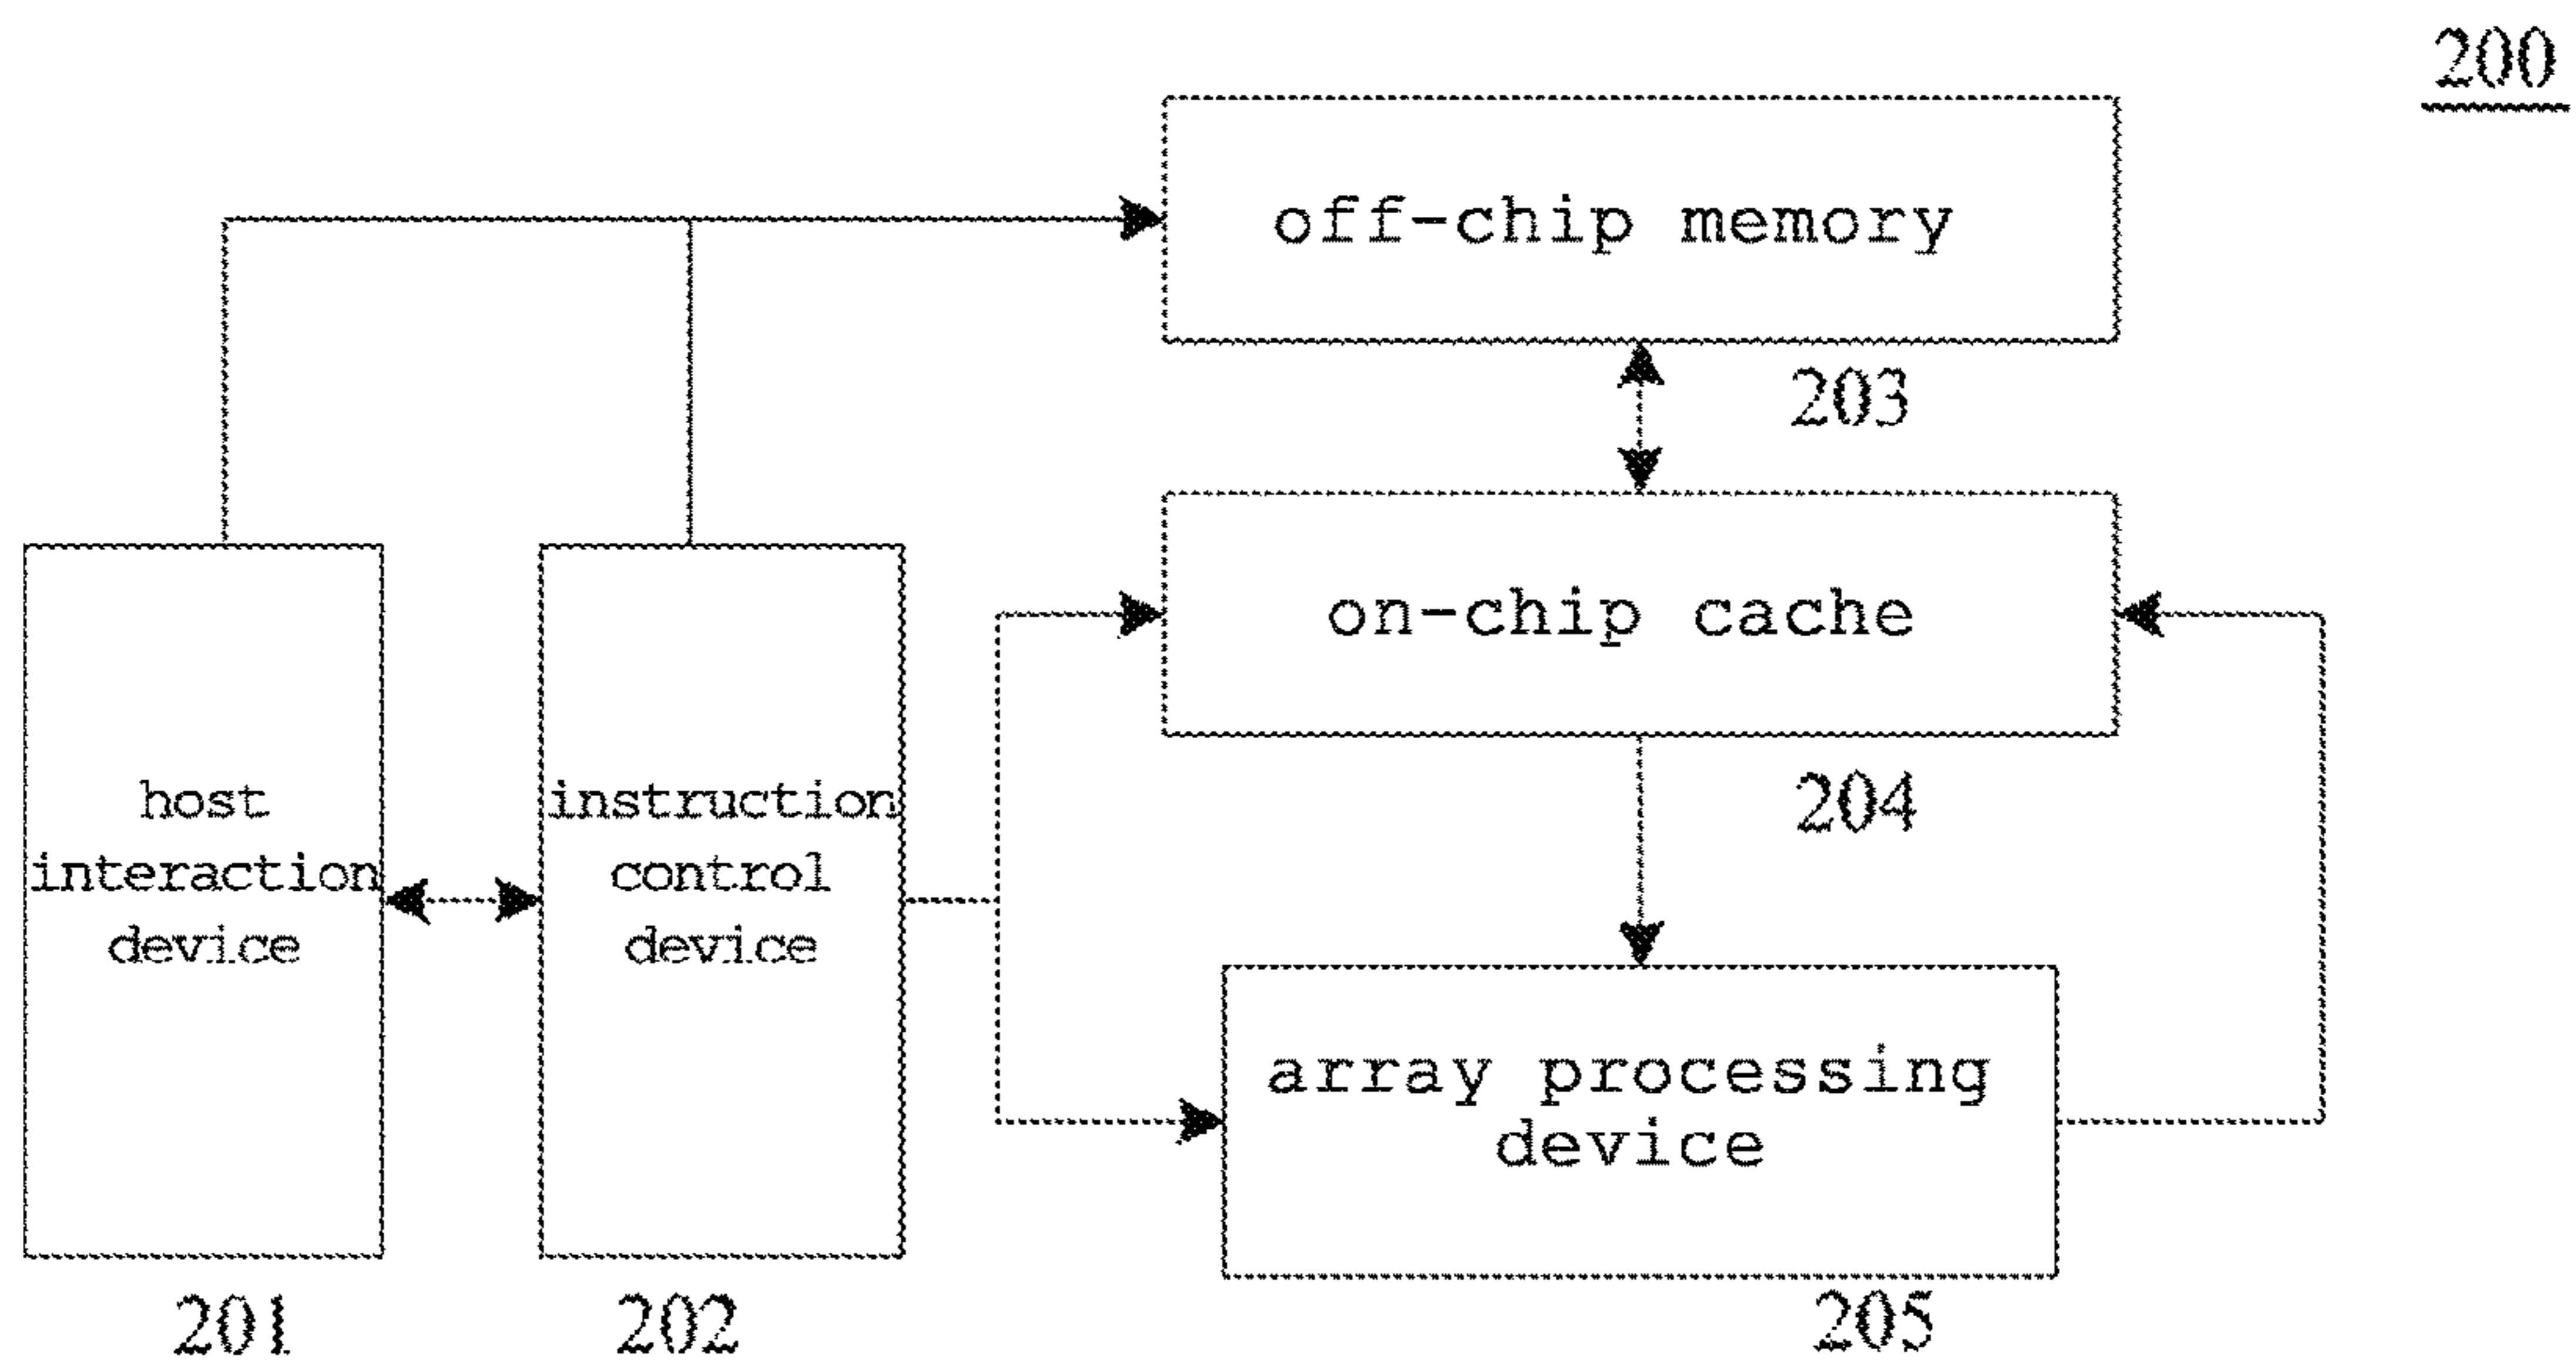 200
off-chip memory
203
on-chip cache
204
host
interaction
device
201
instruction
control
device
202
array processing
device
205